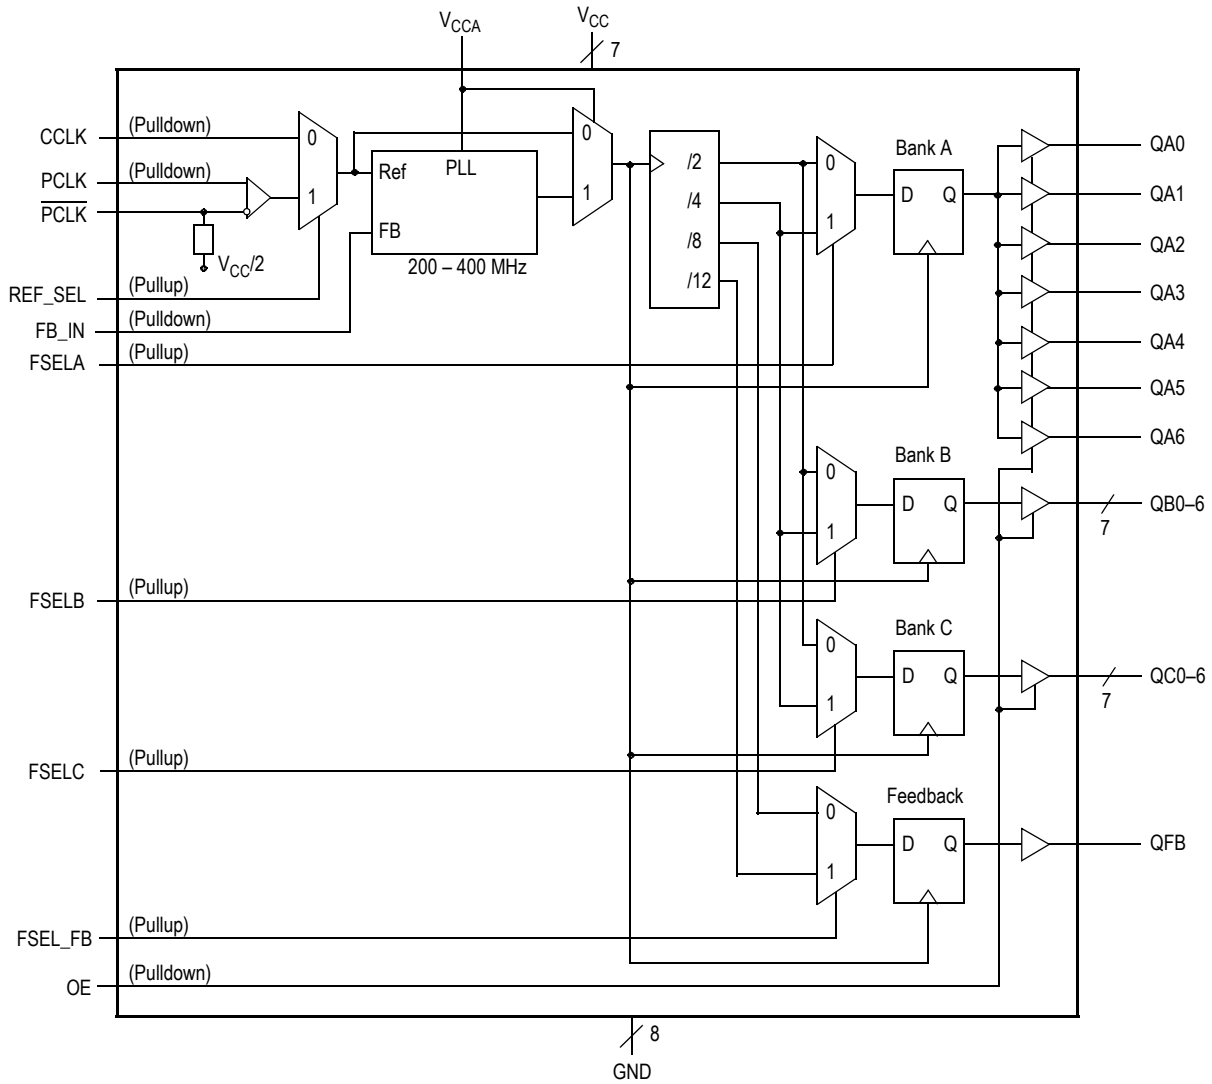 VCCA
VCC
7
CCLK
(Pulldown)
0
PCLK
(Pulldown)
1
PCLK
VCC/2
REF_SEL
(Pullup)
FB_IN
(Pulldown)
FSELA
(Pullup)
Ref
PLL
FB
200 – 400 MHz
0
1
/2
/4
/8
/12
0
1
Bank A
D Q
QA0
QA1
QA2
QA3
QA4
QA5
QA6
0
1
Bank B
D Q
QB0–6
7
FSELB
(Pullup)
0
1
Bank C
D Q
QC0–6
7
FSELC
(Pullup)
0
1
Feedback
D Q
QFB
FSEL_FB
(Pullup)
OE
(Pulldown)
8
GND